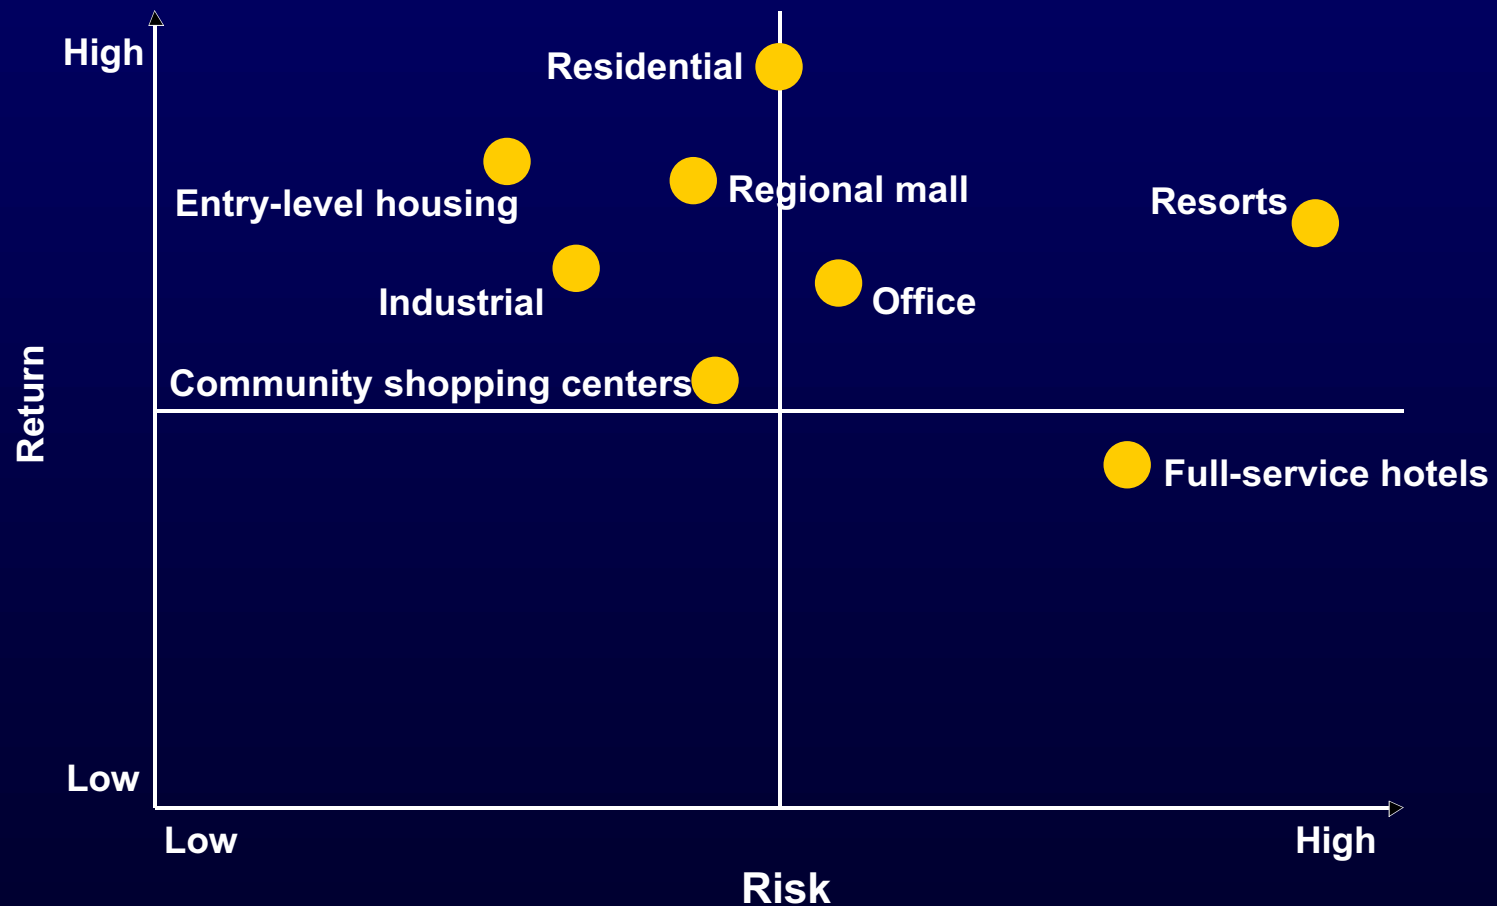 High
Residential
Entry-level housing
Regional mall
Resorts
Industrial
Office
Community shopping centers
Return
Full-service hotels
Low
Low
High
Risk